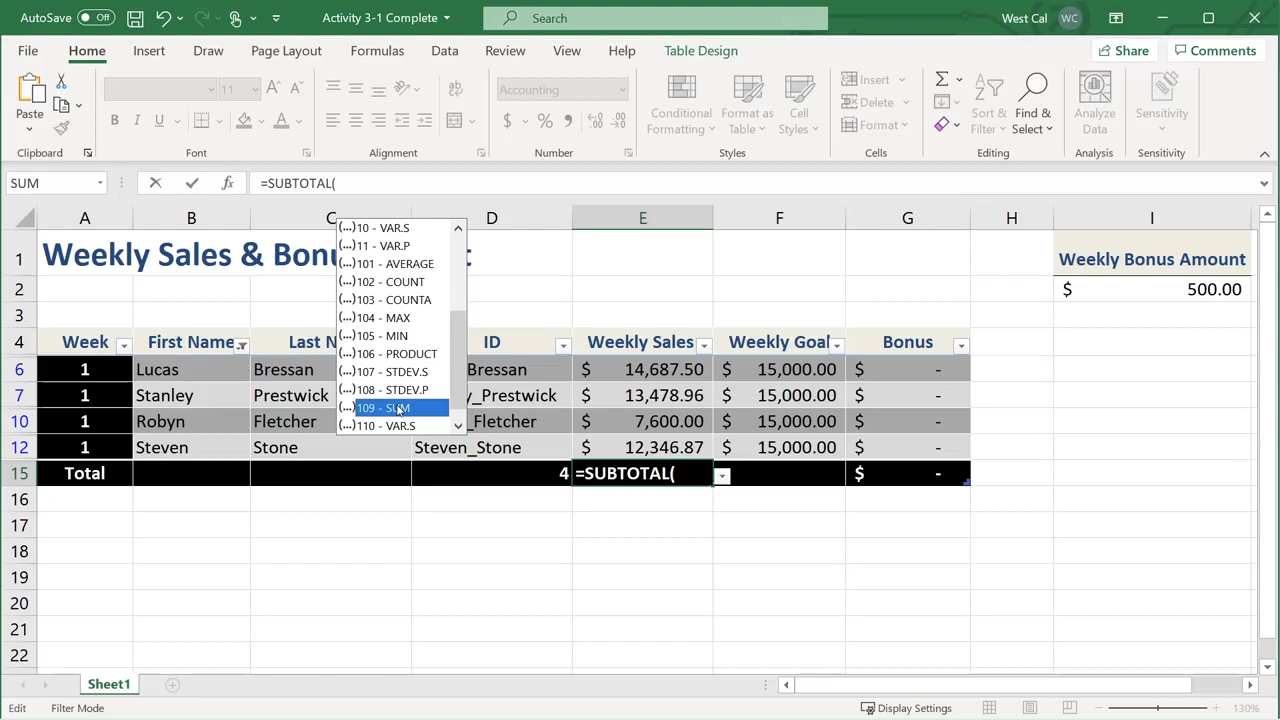 AutoSave Off Activity 3-1 Complete Search West Cal WC
File Home Insert Draw Page Layout Formulas Data Review View Help Table Design Share Comments
Paste
Clipboard
11
B I U
Font
ab
Alignment
Accounting
$ % 9
Number
Conditional Formatting
Format as Table
Cell Styles
Styles
Insert
Delete
Format
Cells
Sort & Filter
Find & Select
Editing
Analyze Data
Analysis
Sensitivity
Sensitivity
SUM fx =SUBTOTAL(
A B C D E F G H I
(...)10 - VAR.S
(...)11 - VAR.P
(...)101 - AVERAGE
(...)102 - COUNT
(...)103 - COUNTA
(...)104 - MAX
(...)105 - MIN
(...)106 - PRODUCT
(...)107 - STDEV.S
(...)108 - STDEV.P
(...)109 - SUM
(...)110 - VAR.S
1 Weekly Sales & Bonu t Weekly Bonus Amount
2 $ 500.00
3
4 Week First Name Last N ID Weekly Sales Weekly Goal Bonus
6 1 Lucas Bressan Bressan $ 14,687.50 $ 15,000.00 $ -
7 1 Stanley Prestwick y_Prestwick $ 13,478.96 $ 15,000.00 $ -
10 1 Robyn Fletcher _Fletcher $ 7,600.00 $ 15,000.00 $ -
12 1 Steven Stone Steven_Stone $ 12,346.87 $ 15,000.00 $ -
15 Total 4 =SUBTOTAL( $ -
16
17
18
19
20
21
22
Sheet1
Edit Filter Mode Display Settings 130%